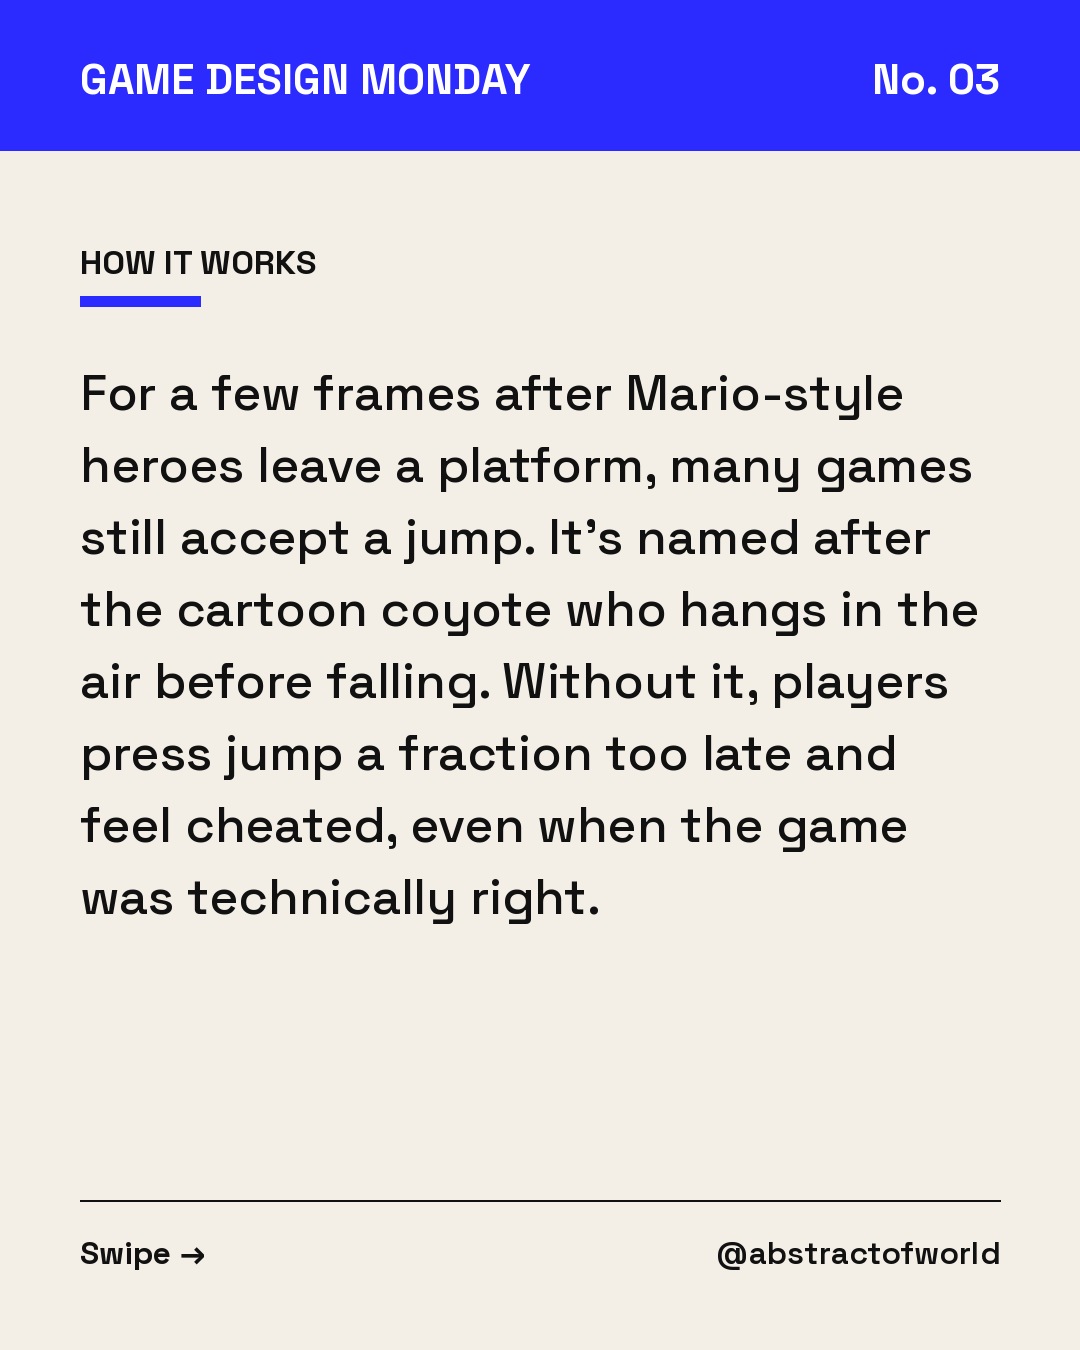 GAME DESIGN MONDAY
No. 03
HOW IT WORKS
For a few frames after Mario-style
heroes leave a platform, many games
still accept a jump. It’s named after
the cartoon coyote who hangs in the
air before falling. Without it, players
press jump a fraction too late and
feel cheated, even when the game
was technically right.
Swipe →
@abstractofworld